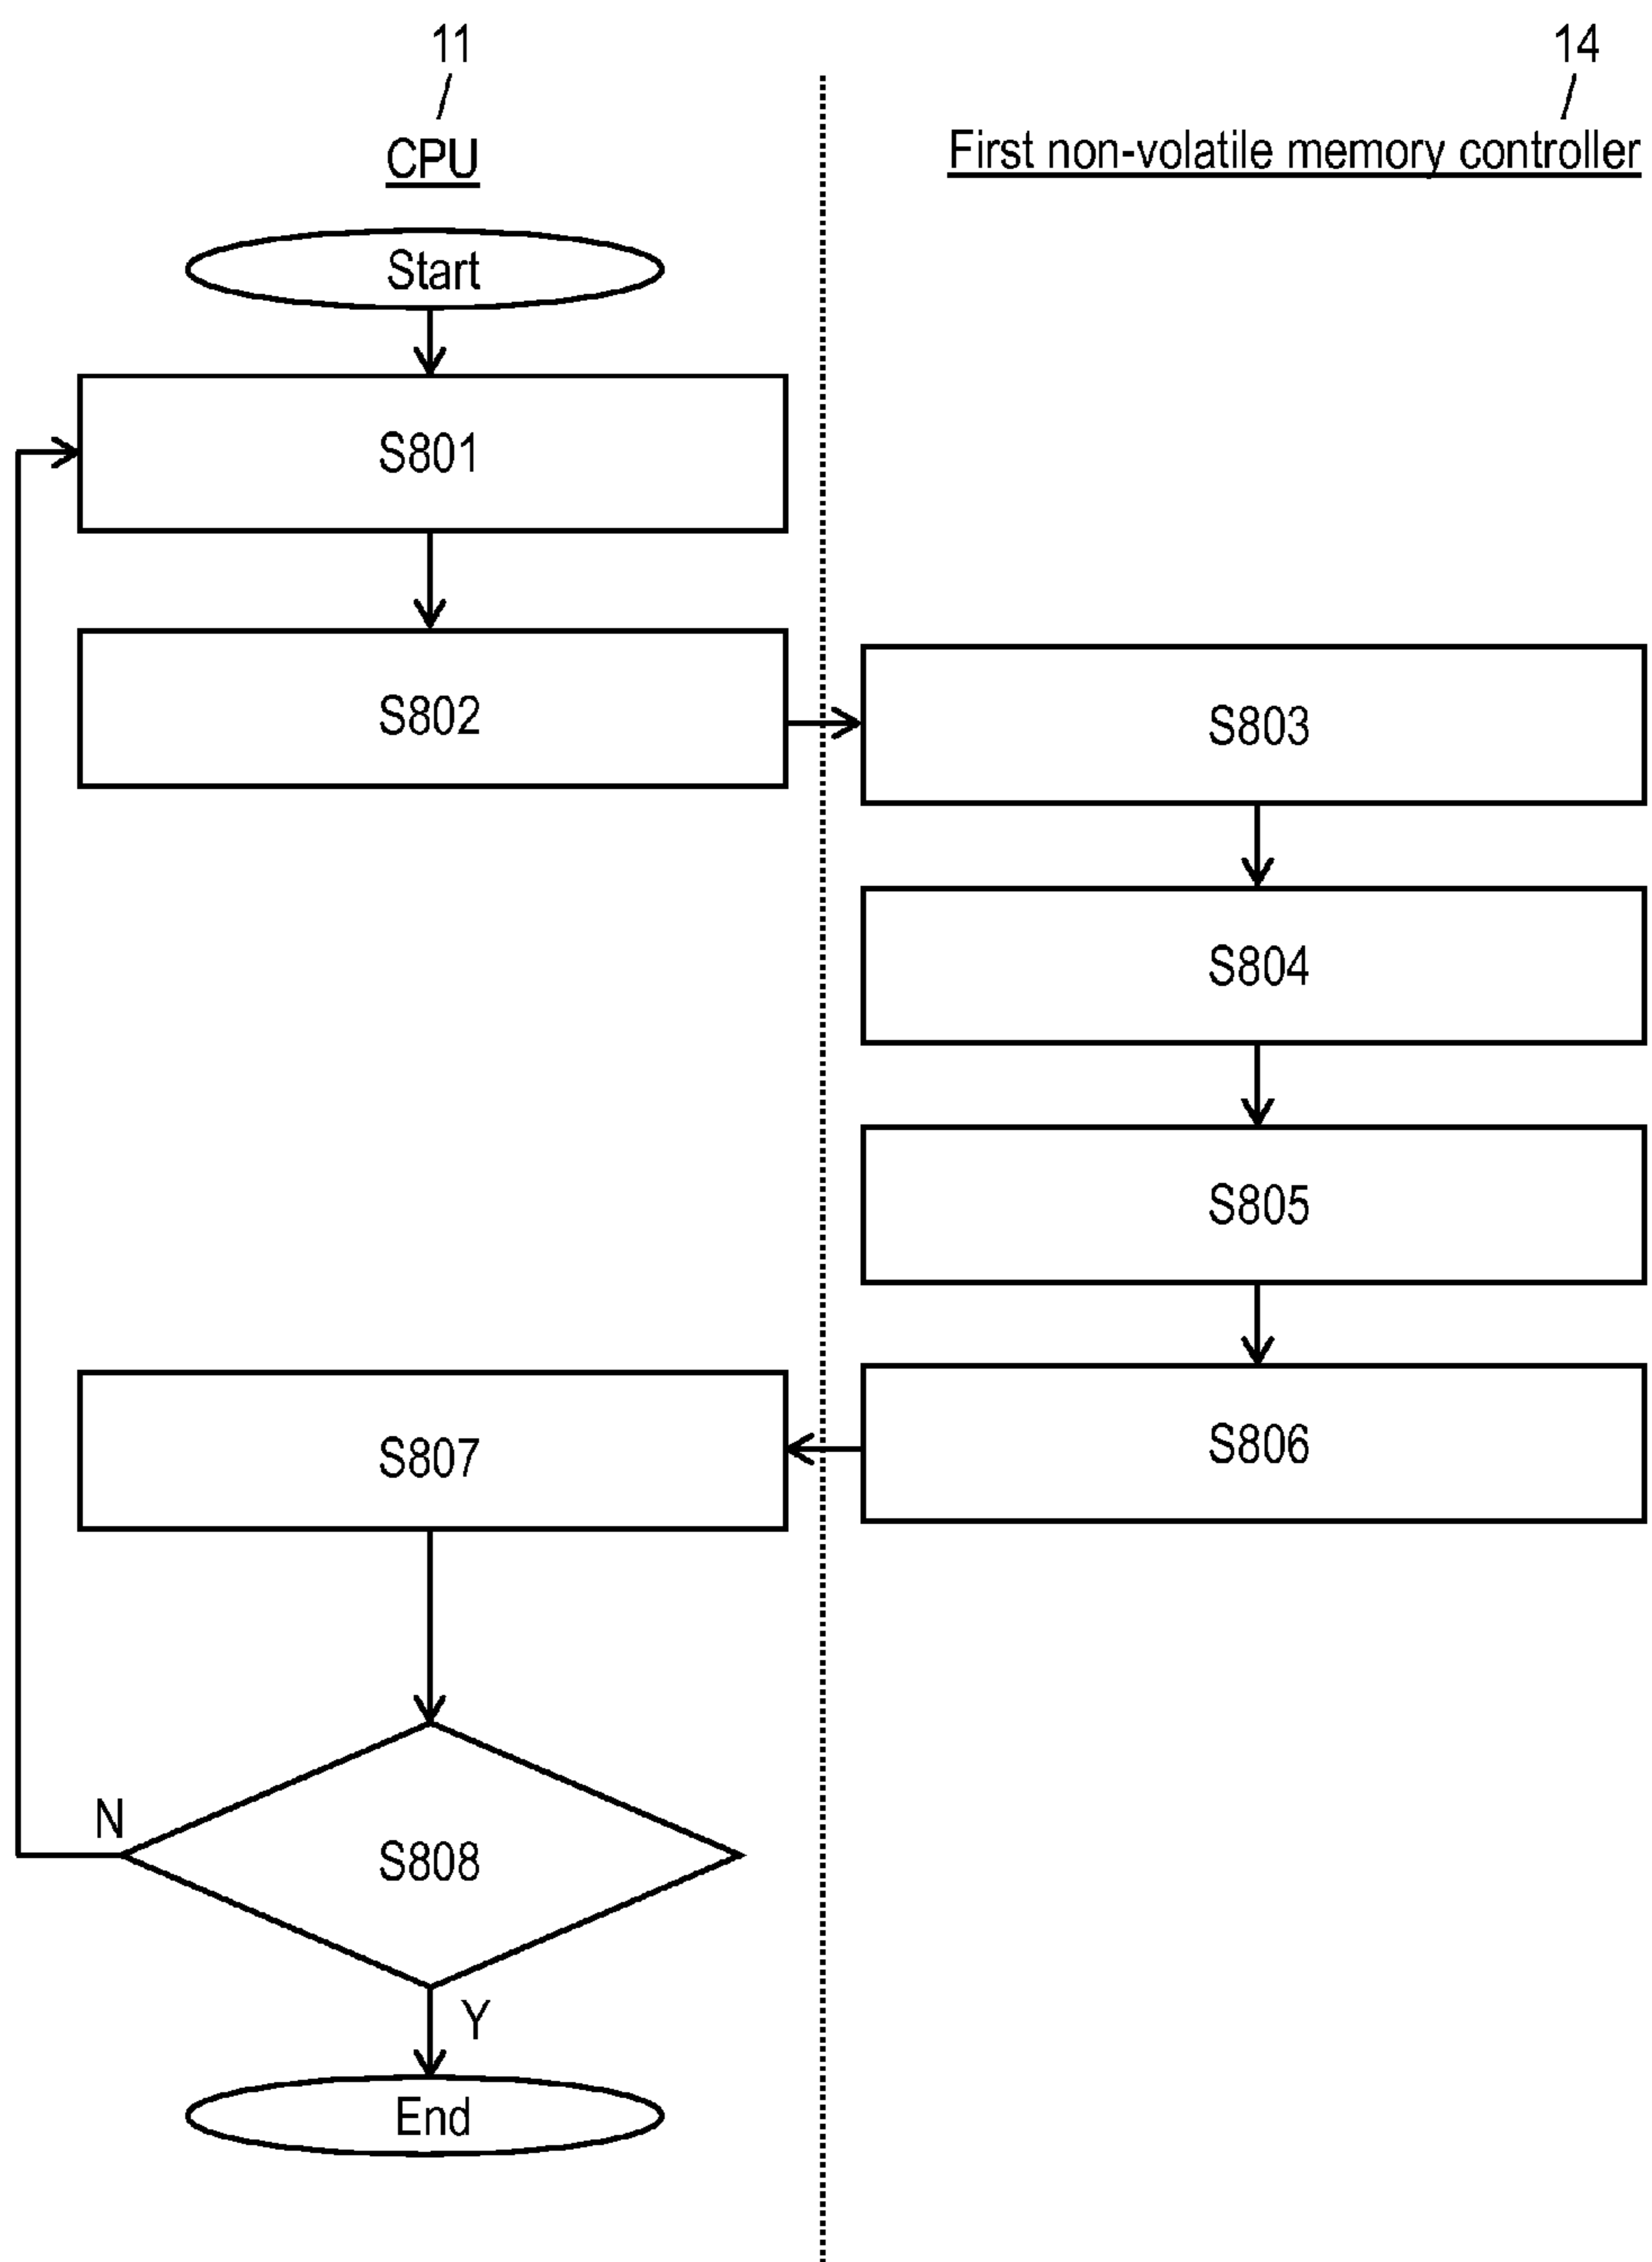 11
14
CPU
First non-volatile memory controller
Start
S801
S802
S803
S804
S805
S806
S807
S808
N
Y
End